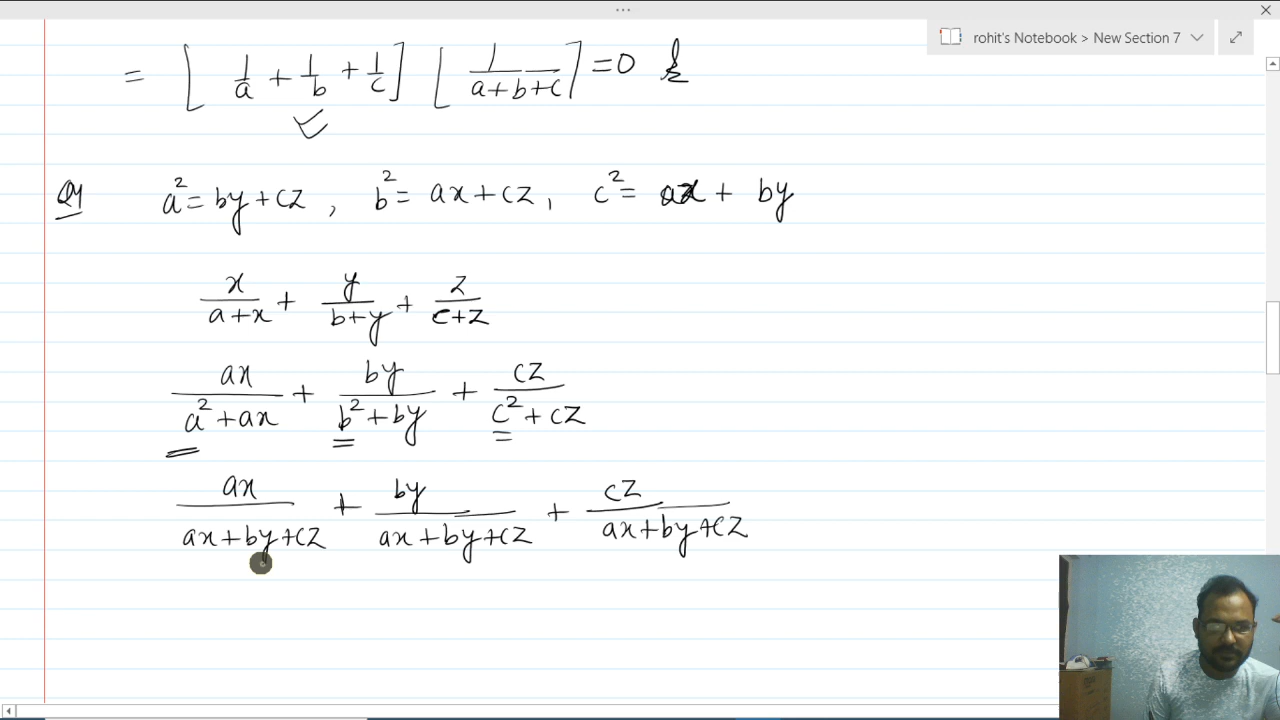 rohit's Notebook > New Section 7
= [ 1/a + 1/b + 1/c ] [ 1/(a+b+c) ] = 0
Q4 a² = by + cz , b² = ax + cz , c² = ax + by
x/(a+x) + y/(b+y) + z/(c+z)
ax/(a²+ax) + by/(b²+by) + cz/(c²+cz)
ax/(ax+by+cz) + by/(ax+by+cz) + cz/(ax+by+cz)